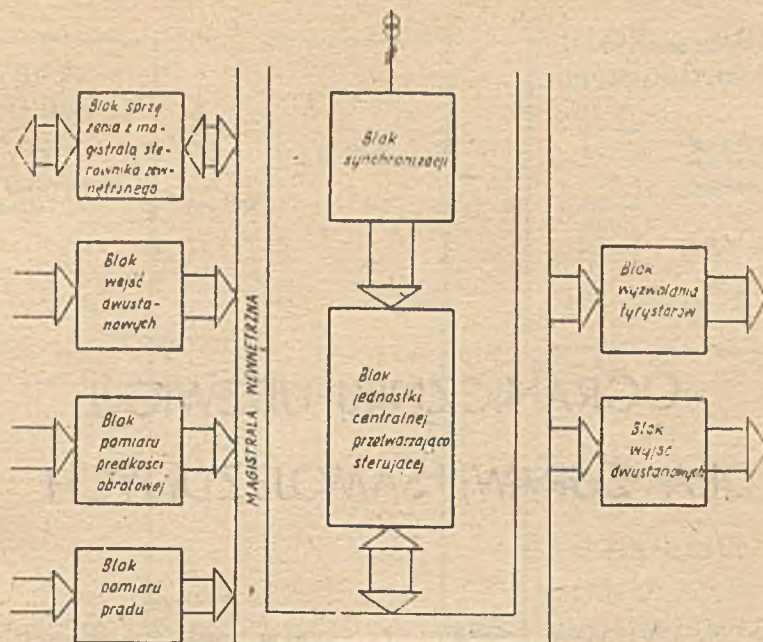 Blok sprzę
żenia z ma-
gistralą ste-
rownika zew-
nętrznego
Blok
synchronizacji
Blok
wejść
dwusta-
nowych
MAGISTRALA WEWNĘTRZNA
Blok
wyzwalania
tyrystorów
Blok
jednostki
centralnej
przetwarzająco
sterującej
Blok
pomiaru
prędkości
obrotowej
Blok
wyjść
dwustanowych
Blok
pomiaru
prądu